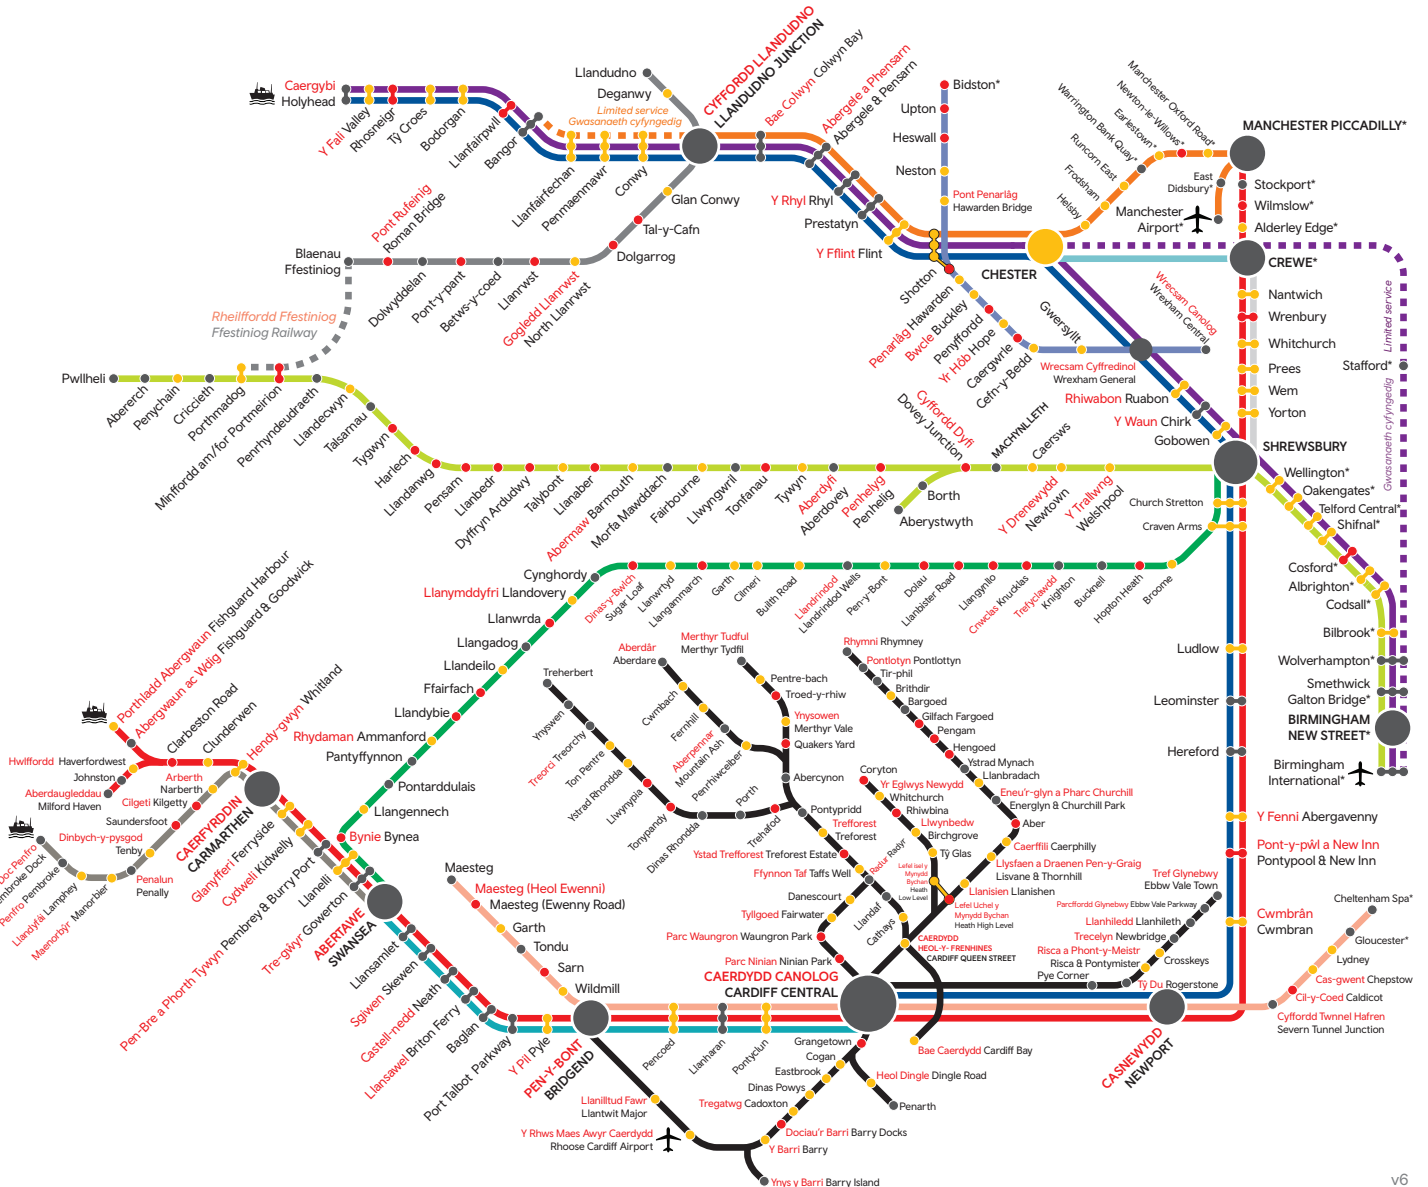 Caergybi
Holyhead
Y Fali Valley
Rhosneigr
Tŷ Croes
Bodorgan
Llanfairpwll
Bangor
Llanfairfechan
Penmaenmawr
Conwy
Limited service
Gwasanaeth cyfyngedig
Llandudno
Deganwy
CYFFORDD LLANDUDNO
LLANDUDNO JUNCTION
Bae Colwyn Colwyn Bay
Abergele a Phensarn
Abergele & Pensarn
Y Rhyl Rhyl
Prestatyn
Y Fflint Flint
Glan Conwy
Tal-y-Cafn
Dolgarrog
Gogledd Llanrwst
North Llanrwst
Llanrwst
Betws-y-coed
Pont-y-pant
Dolwyddelan
Pont Rufeinig
Roman Bridge
Blaenau
Ffestiniog
Rheilffordd Ffestiniog
Ffestiniog Railway
Bidston*
Upton
Heswall
Neston
Pont Penarlâg
Hawarden Bridge
Shotton
Penarlâg Hawarden
Bwcle Buckley
Penyffordd
Yr Hôb Hope
Caergwrle
Cefn-y-Bedd
Gwersyllt
Wrecsam Canolog
Wrexham Central
Wrecsam Cyffredinol
Wrexham General
CHESTER
Helsby
Frodsham
Runcorn East
Warrington Bank Quay*
Earlestown*
Newton-le-Willows*
Manchester Oxford Road*
MANCHESTER PICCADILLY*
East
Didsbury*
Manchester
Airport*
Stockport*
Wilmslow*
Alderley Edge*
CREWE*
Nantwich
Wrenbury
Whitchurch
Prees
Wem
Yorton
Limited service
Gwasanaeth cyfyngedig
Stafford*
Rhiwabon Ruabon
Y Waun Chirk
Gobowen
SHREWSBURY
Wellington*
Oakengates*
Telford Central*
Shifnal*
Cosford*
Albrighton*
Codsall*
Bilbrook*
Wolverhampton*
Smethwick
Galton Bridge*
BIRMINGHAM
NEW STREET*
Birmingham
International*
Pwllheli
Abererch
Penychain
Criccieth
Porthmadog
Minffordd am/for Portmeirion
Penrhyndeudraeth
Llandecwyn
Talsarnau
Tygwyn
Harlech
Llandanwg
Pensarn
Llanbedr
Dyffryn Ardudwy
Talybont
Llanaber
Abermaw Barmouth
Morfa Mawddach
Fairbourne
Llwyngwril
Tonfanau
Tywyn
Aberdyfi
Aberdovey
Penhelyg
Penhelig
Cyffordd Dyfi
Dovey Junction
Borth
Aberystwyth
MACHYNLLETH
Caersws
Y Drenewydd
Newtown
Y Trallwng
Welshpool
Church Stretton
Craven Arms
Ludlow
Leominster
Hereford
Y Fenni Abergavenny
Pont-y-pŵl a New Inn
Pontypool & New Inn
Cwmbrân
Cwmbran
Broome
Hopton Heath
Bucknell
Trefyclawdd
Knighton
Cnwclas Knucklas
Llangynllo
Llanbister Road
Dolau
Pen-y-Bont
Llandrindod
Llandrindod Wells
Builth Road
Cilmeri
Garth
Llangammarch
Llanwrtyd
Dinas-y-Bwlch
Sugar Loaf
Cynghordy
Llanymddyfri Llandovery
Llanwrda
Llangadog
Llandeilo
Ffairfach
Llandybie
Rhydaman Ammanford
Pantyffynnon
Pontarddulais
Llangennech
Bynie Bynea
Porthladd Abergwaun Fishguard Harbour
Abergwaun ac Wdig Fishguard & Goodwick
Clarbeston Road
Clunderwen
Hendy-gwyn Whitland
Hwlffordd Haverfordwest
Johnston
Aberdaugleddau
Milford Haven
Arberth
Narberth
Cilgeti Kilgetty
Saundersfoot
Dinbych-y-pysgod
Tenby
Penalun
Penally
Maenorbŷr Manorbier
Llandyfái Lamphey
Penfro Pembroke
Doc Penfro
Pembroke Dock
CAERFYRDDIN
CARMARTHEN
Glanyfferi Ferryside
Cydweli Kidwelly
Pen-Bre a Phorth Tywyn Pembrey & Burry Port
Llanelli
Tre-gŵyr Gowerton
ABERTAWE
SWANSEA
Llansamlet
Sgiwen Skewen
Castell-nedd Neath
Llansawel Briton Ferry
Baglan
Port Talbot Parkway
Y Pîl Pyle
Maesteg
Maesteg (Heol Ewenni)
Maesteg (Ewenny Road)
Garth
Tondu
Sarn
Wildmill
PEN-Y-BONT
BRIDGEND
Pencoed
Llanharan
Pontyclun
Treherbert
Ynyswen
Treorci Treorchy
Ton Pentre
Ystrad Rhondda
Llwynypia
Tonypandy
Dinas Rhondda
Porth
Trehafod
Aberdâr
Aberdare
Cwmbach
Fernhill
Aberpennar
Mountain Ash
Penrhiwceiber
Merthyr Tudful
Merthyr Tydfil
Pentre-bach
Troed-y-rhiw
Ynysowen
Merthyr Vale
Quakers Yard
Abercynon
Pontypridd
Trefforest
Treforest
Ystad Trefforest Treforest Estate
Ffynnon Taf Taffs Well
Radur Radyr
Danescourt
Tyllgoed Fairwater
Parc Waungron Waungron Park
Parc Ninian Ninian Park
Llandaf
Cathays
Rhymni Rhymney
Pontlotyn Pontlottyn
Tir-phil
Brithdir
Bargoed
Gilfach Fargoed
Pengam
Hengoed
Ystrad Mynach
Llanbradach
Eneu'r-glyn a Pharc Churchill
Energlyn & Churchill Park
Aber
Caerffili Caerphilly
Llysfaen a Draenen Pen-y-Graig
Lisvane & Thornhill
Llanisien Llanishen
Lefel Uchel y
Mynydd Bychan
Heath High Level
Coryton
Yr Eglwys Newydd
Whitchurch
Rhiwbina
Llwynbedw
Birchgrove
Tŷ Glas
Lefel isel y
Mynydd
Bychan
Heath
Low Level
CAERDYDD
HEOL-Y- FRENHINES
CARDIFF QUEEN STREET
CAERDYDD CANOLOG
CARDIFF CENTRAL
Bae Caerdydd Cardiff Bay
Grangetown
Cogan
Eastbrook
Dinas Powys
Tregatwg Cadoxton
Dociau'r Barri Barry Docks
Y Barri Barry
Ynys y Barri Barry Island
Heol Dingle Dingle Road
Penarth
Llanilltud Fawr
Llantwit Major
Y Rhws Maes Awyr Caerdydd
Rhoose Cardiff Airport
Tref Glynebwy
Ebbw Vale Town
Parcffordd Glynebwy Ebbw Vale Parkway
Llanhiledd Llanhileth
Trecelyn Newbridge
Risca a Phont-y-Meistr
Risca & Pontymister
Crosskeys
Pye Corner
Tŷ Du Rogerstone
CASNEWYDD
NEWPORT
Cheltenham Spa*
Gloucester*
Lydney
Cas-gwent Chepstow
Cil-y-Coed Caldicot
Cyffordd Twnnel Hafren
Severn Tunnel Junction
v6